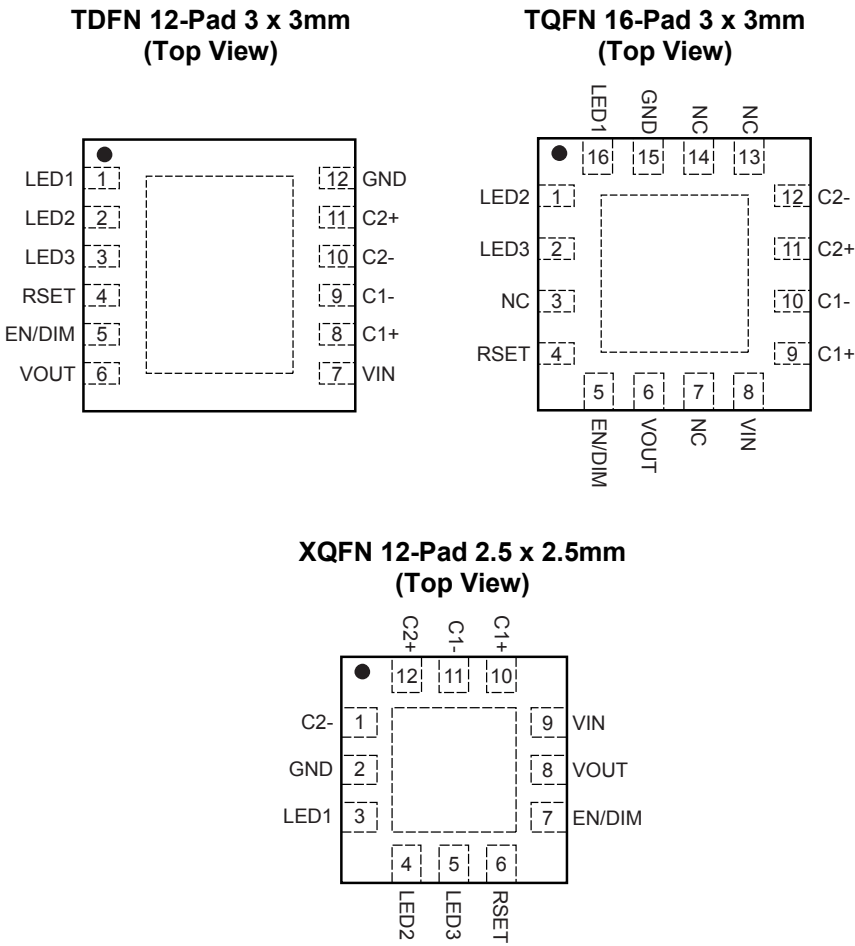 TDFN 12-Pad 3 x 3mm
(Top View)
LED1 1 12 GND
LED2 2 11 C2+
LED3 3 10 C2-
RSET 4 9 C1-
EN/DIM 5 8 C1+
VOUT 6 7 VIN
TQFN 16-Pad 3 x 3mm
(Top View)
LED1 GND NC NC
16 15 14 13
LED2 1 12 C2-
LED3 2 11 C2+
NC 3 10 C1-
RSET 4 9 C1+
5 6 7 8
EN/DIM VOUT NC VIN
XQFN 12-Pad 2.5 x 2.5mm
(Top View)
C2+ C1- C1+
12 11 10
C2- 1 9 VIN
GND 2 8 VOUT
LED1 3 7 EN/DIM
4 5 6
LED2 LED3 RSET